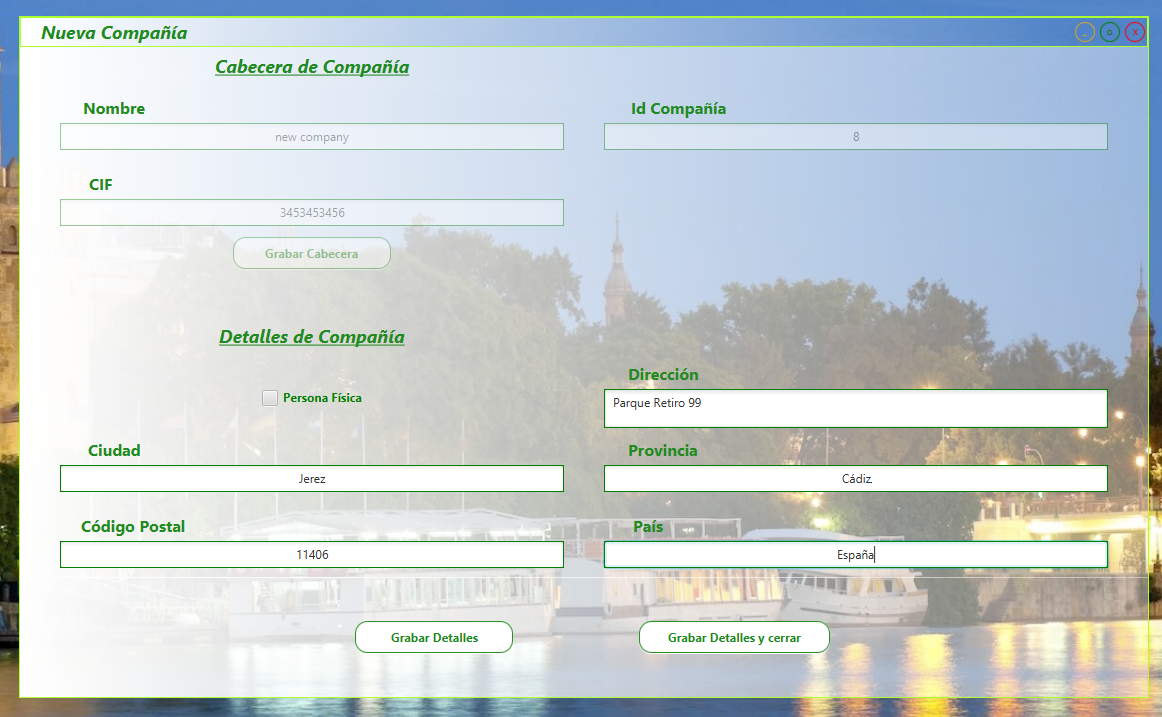 Nueva Compañía
Cabecera de Compañía
Nombre
Id Compañía
new company
8
CIF
3453453456
Grabar Cabecera
Detalles de Compañía
Dirección
Persona Física
Parque Retiro 99
Ciudad
Provincia
Jerez
Cádiz
Código Postal
País
11406
España
Grabar Detalles
Grabar Detalles y cerrar